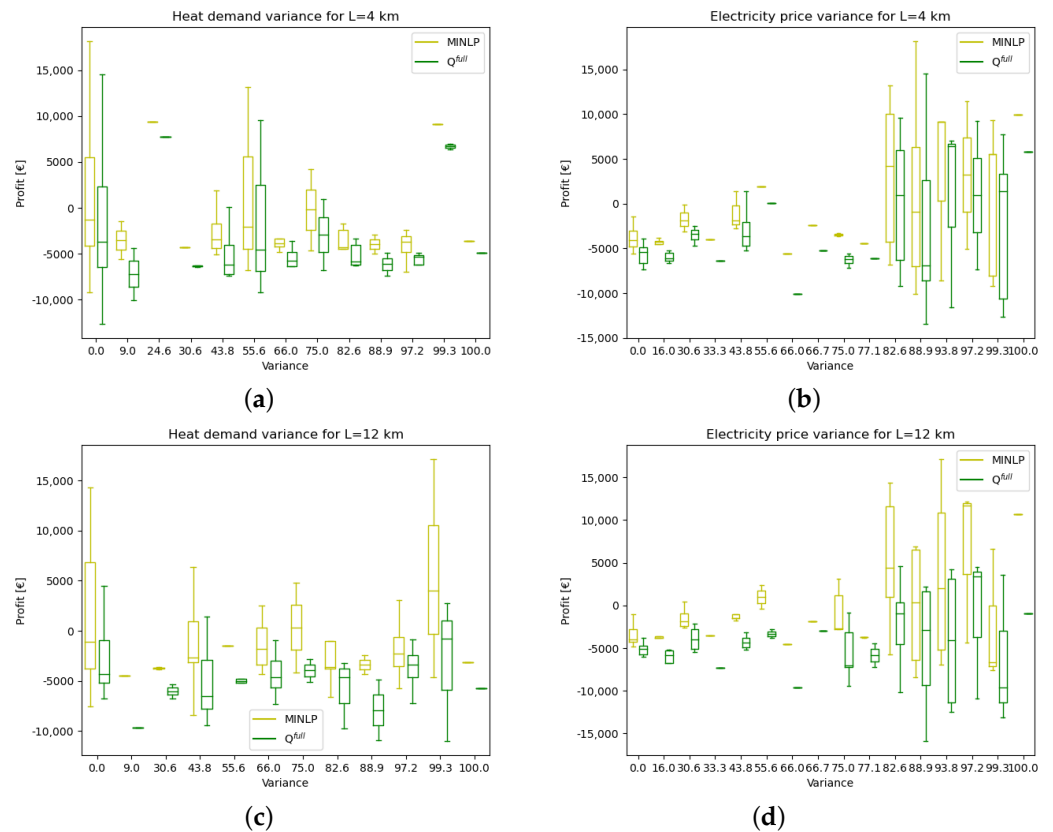 Heat demand variance for L=4 km
MINLP
Q^full
Profit [€]
15,000
10,000
5000
0
-5000
-10,000
0.0 9.0 24.6 30.6 43.8 55.6 66.0 75.0 82.6 88.9 97.2 99.3 100.0
Variance
(a)
Electricity price variance for L=4 km
MINLP
Q^full
Profit [€]
15,000
10,000
5000
0
-5000
-10,000
-15,000
0.0 16.0 30.6 33.3 43.8 55.6 66.0 66.7 75.0 77.1 82.6 88.9 93.8 97.2 99.3 100.0
Variance
(b)
Heat demand variance for L=12 km
MINLP
Q^full
Profit [€]
15,000
10,000
5000
0
-5000
-10,000
0.0 9.0 30.6 43.8 55.6 66.0 75.0 82.6 88.9 97.2 99.3 100.0
Variance
(c)
Electricity price variance for L=12 km
MINLP
Q^full
Profit [€]
15,000
10,000
5000
0
-5000
-10,000
-15,000
0.0 16.0 30.6 33.3 43.8 55.6 66.0 66.7 75.0 77.1 82.6 88.9 93.8 97.2 99.3 100.0
Variance
(d)